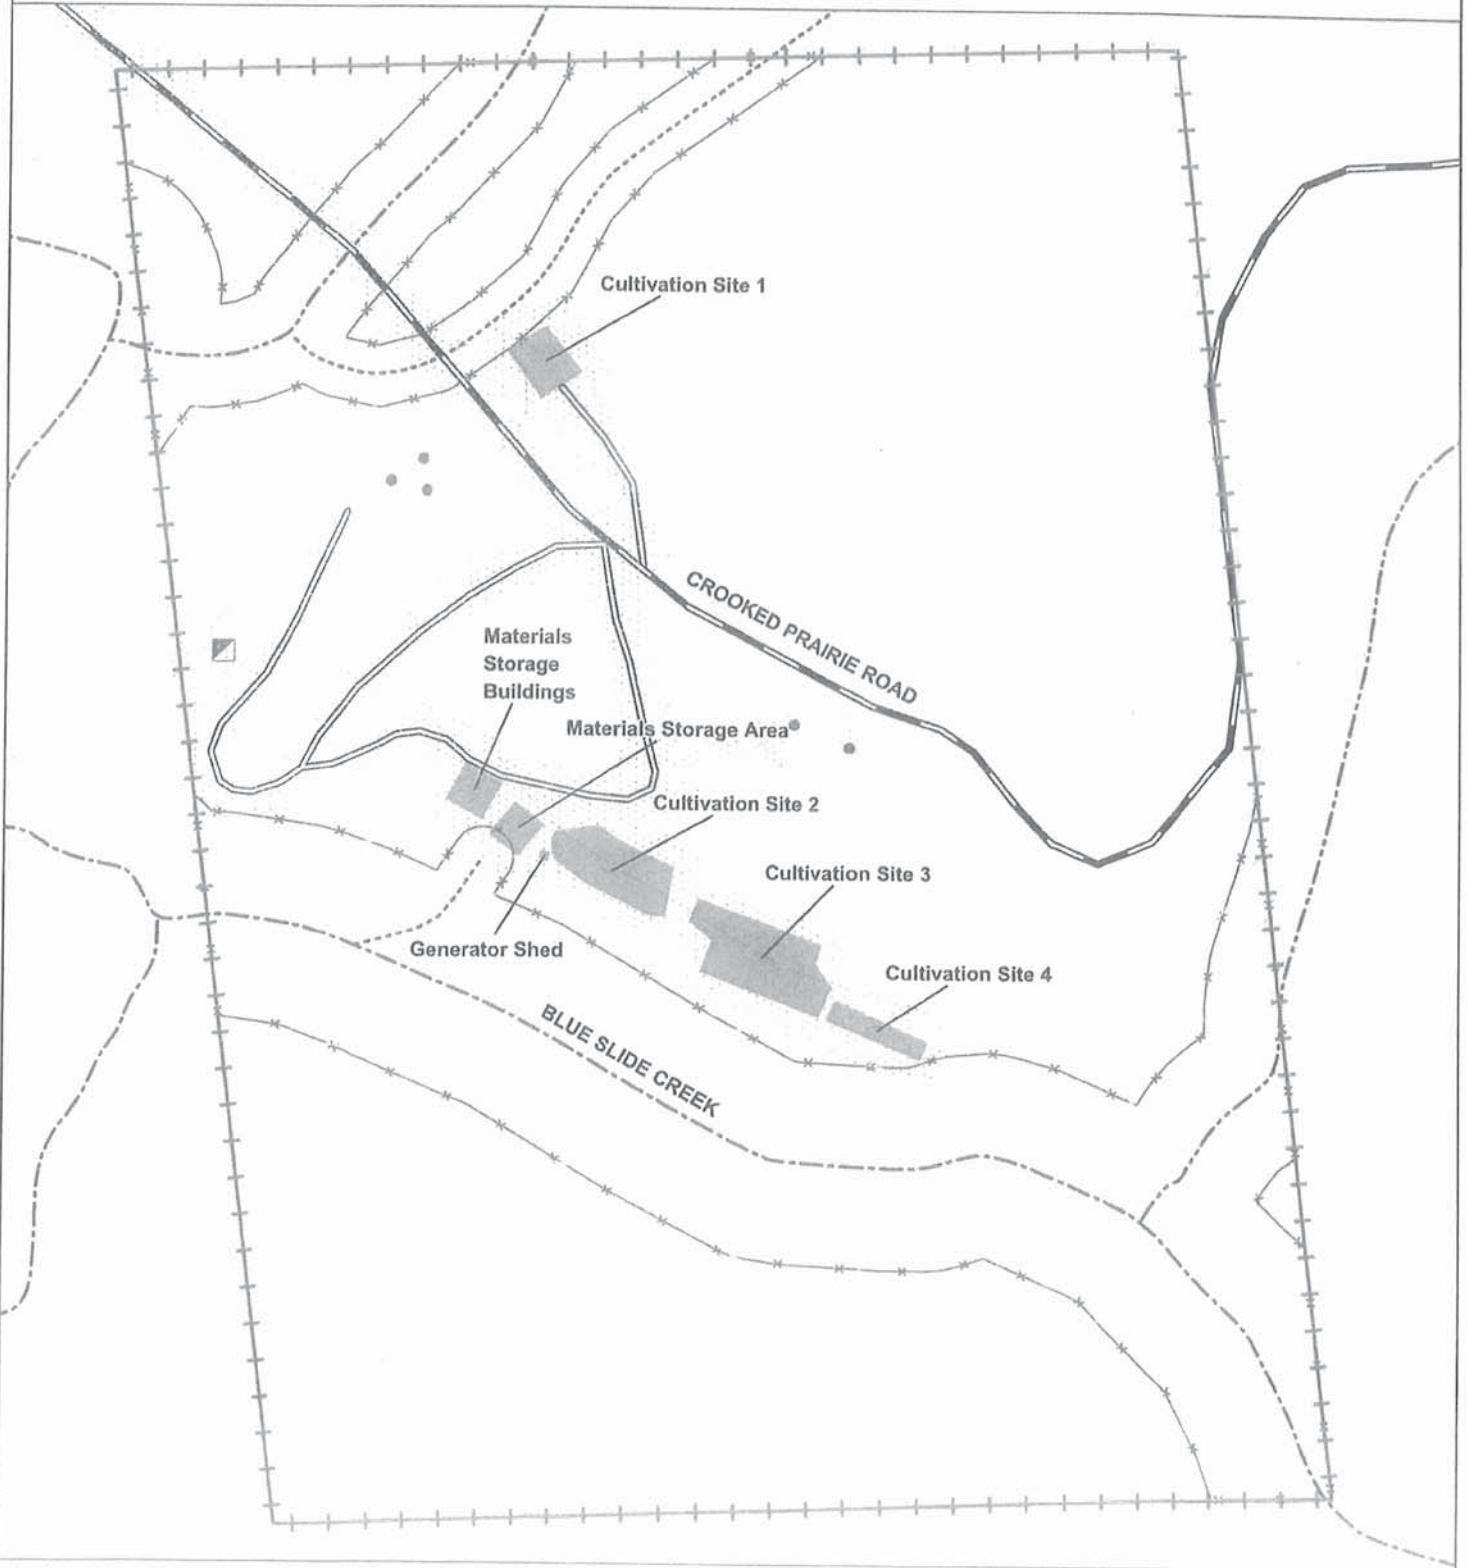 Cultivation Site 1
CROOKED PRAIRIE ROAD
Materials
Storage
Buildings
Materials Storage Area
Cultivation Site 2
Cultivation Site 3
Generator Shed
Cultivation Site 4
BLUE SLIDE CREEK